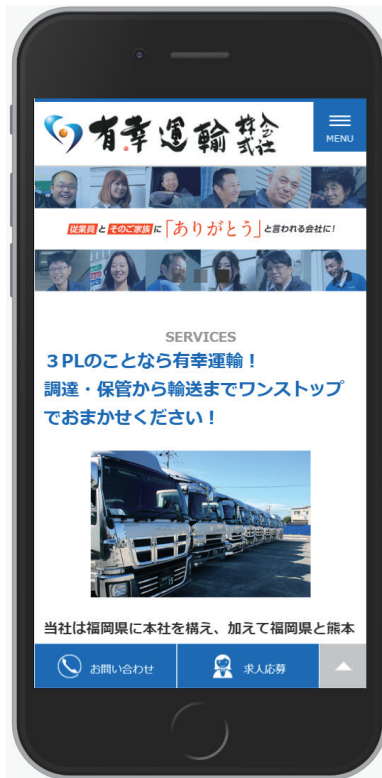 有幸運輸株式会社
MENU
従業員とそのご家族に「ありがとう」と言われる会社に!
SERVICES
３PLのことなら有幸運輸！
調達・保管から輸送までワンストップ
でおまかせください！
当社は福岡県に本社を構え、加えて福岡県と熊本
お問い合わせ
求人応募